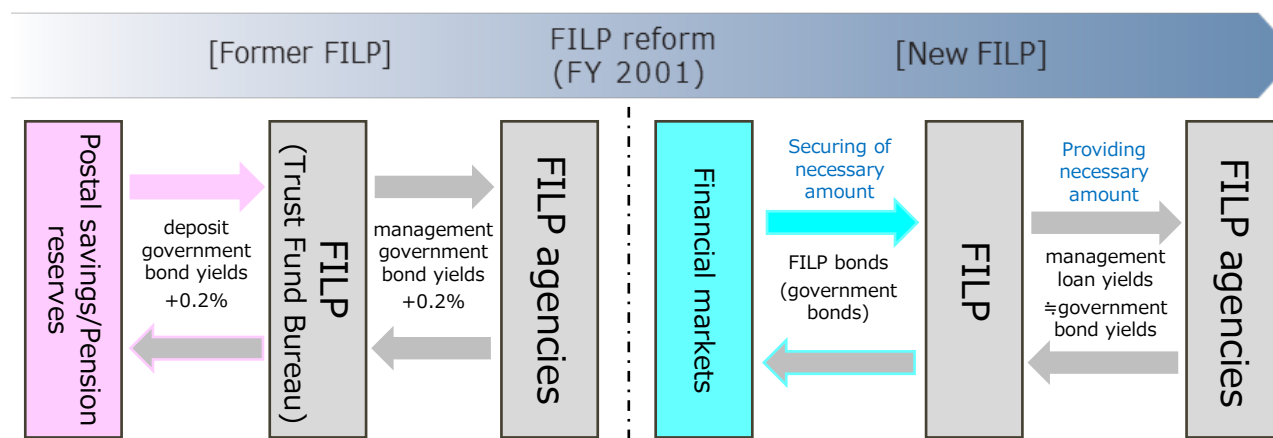 [Former FILP]
FILP reform
(FY 2001)
[New FILP]
Postal savings/Pension
reserves
deposit
government
bond yields
+0.2%
FILP
(Trust Fund Bureau)
management
government
bond yields
+0.2%
FILP agencies
Financial markets
Securing of
necessary
amount
FILP bonds
(government
bonds)
FILP
Providing
necessary
amount
management
loan yields
≒government
bond yields
FILP agencies